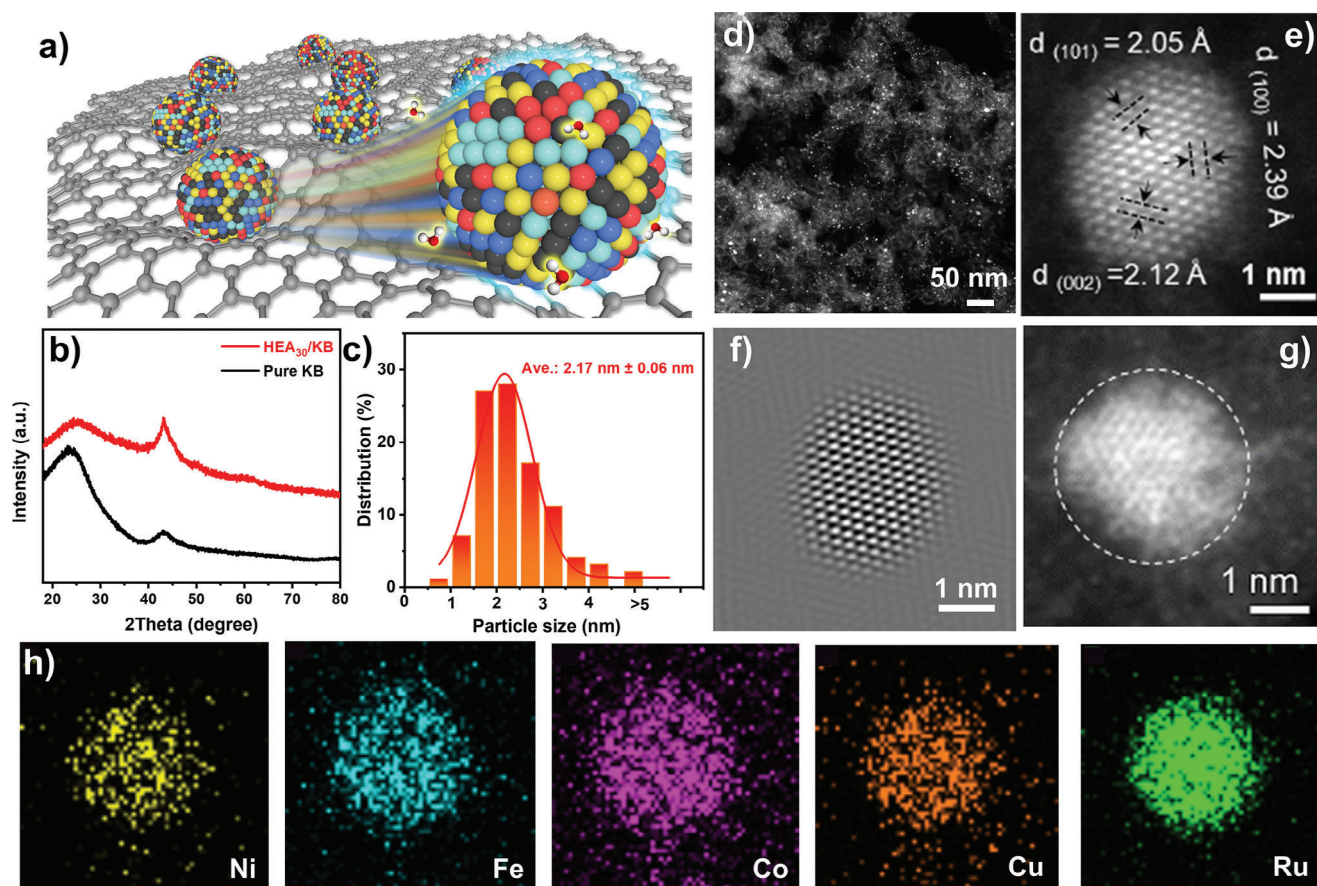 a)
b)
HEA₃₀/KB
Pure KB
Intensity (a.u.)
20 30 40 50 60 70 80
2Theta (degree)
c)
Ave.: 2.17 nm ± 0.06 nm
Distribution (%)
30
20
10
0
0 1 2 3 4 >5
Particle size (nm)
d)
50 nm
e)
d (101) = 2.05 Å
d (100) = 2.39 Å
d (002) = 2.12 Å
1 nm
f)
1 nm
g)
1 nm
h)
Ni
Fe
Co
Cu
Ru